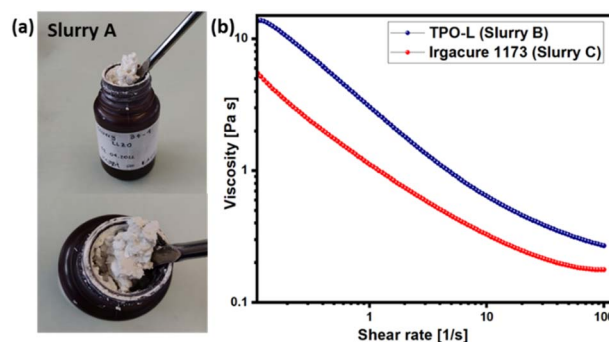 (a)
Slurry A
(b)
TPO-L (Slurry B)
Irgacure 1173 (Slurry C)
Viscosity [Pa s]
10
1
0.1
1
10
100
Shear rate [1/s]